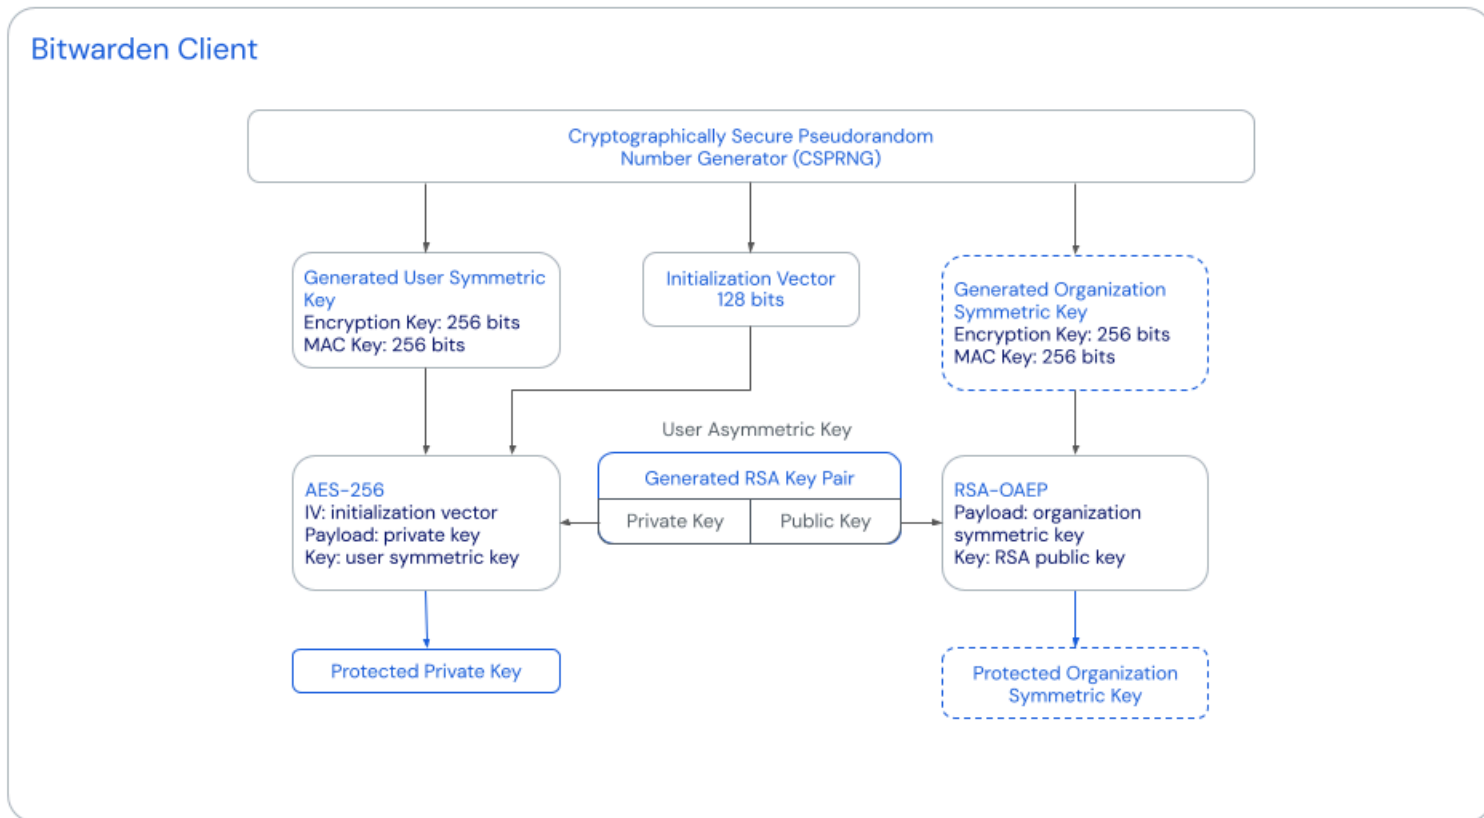 Bitwarden Client
Cryptographically Secure Pseudorandom
Number Generator (CSPRNG)
Generated User Symmetric
Key
Encryption Key: 256 bits
MAC Key: 256 bits
Initialization Vector
128 bits
Generated Organization
Symmetric Key
Encryption Key: 256 bits
MAC Key: 256 bits
User Asymmetric Key
Generated RSA Key Pair
Private Key
Public Key
AES-256
IV: initialization vector
Payload: private key
Key: user symmetric key
RSA-OAEP
Payload: organization
symmetric key
Key: RSA public key
Protected Private Key
Protected Organization
Symmetric Key